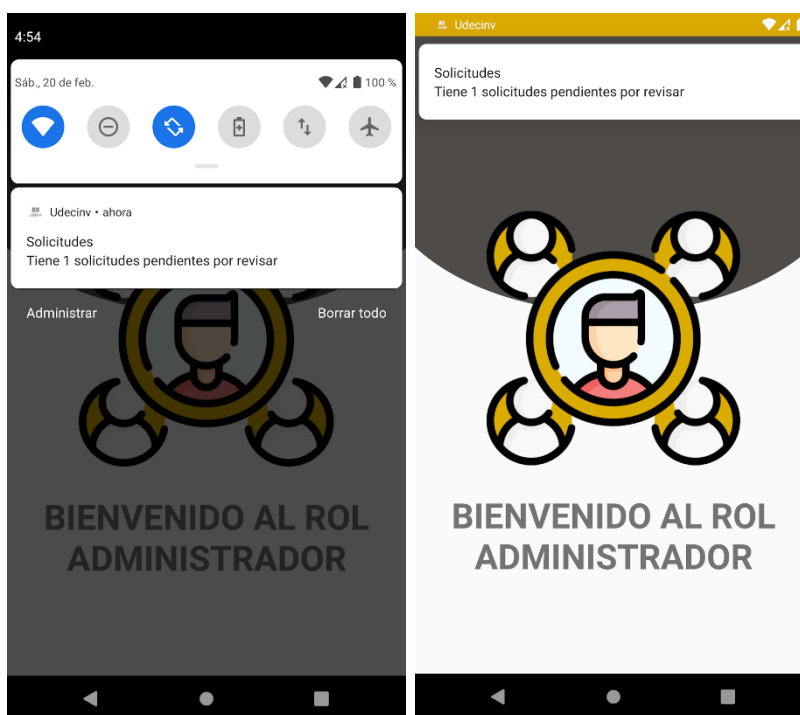 4:54
Sáb., 20 de feb.
100 %
Udecinv • ahora
Solicitudes
Tiene 1 solicitudes pendientes por revisar
Administrar
Borrar todo
BIENVENIDO AL ROL
ADMINISTRADOR
Udecinv
Solicitudes
Tiene 1 solicitudes pendientes por revisar
BIENVENIDO AL ROL
ADMINISTRADOR